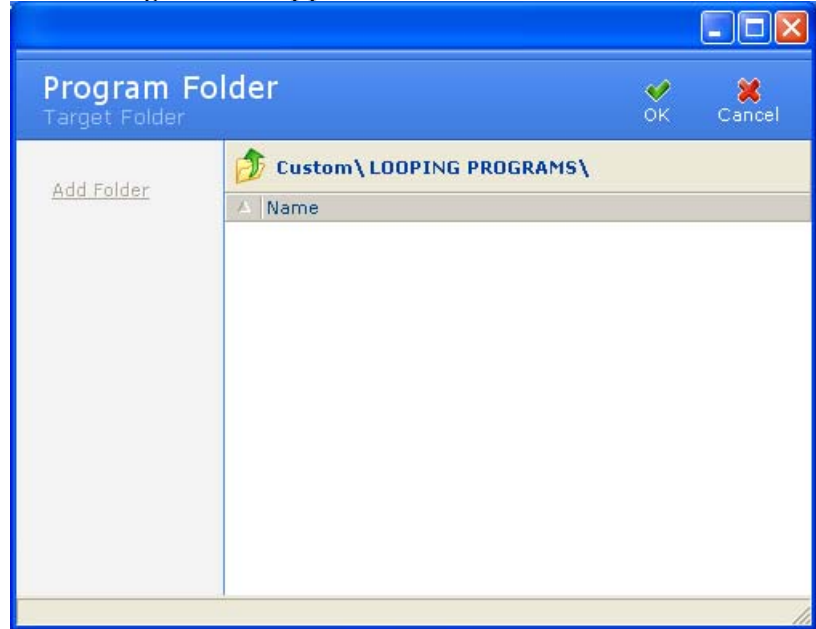 Program Folder
Target Folder
OK
Cancel
Add Folder
Custom\LOOPING PROGRAMS\
Name